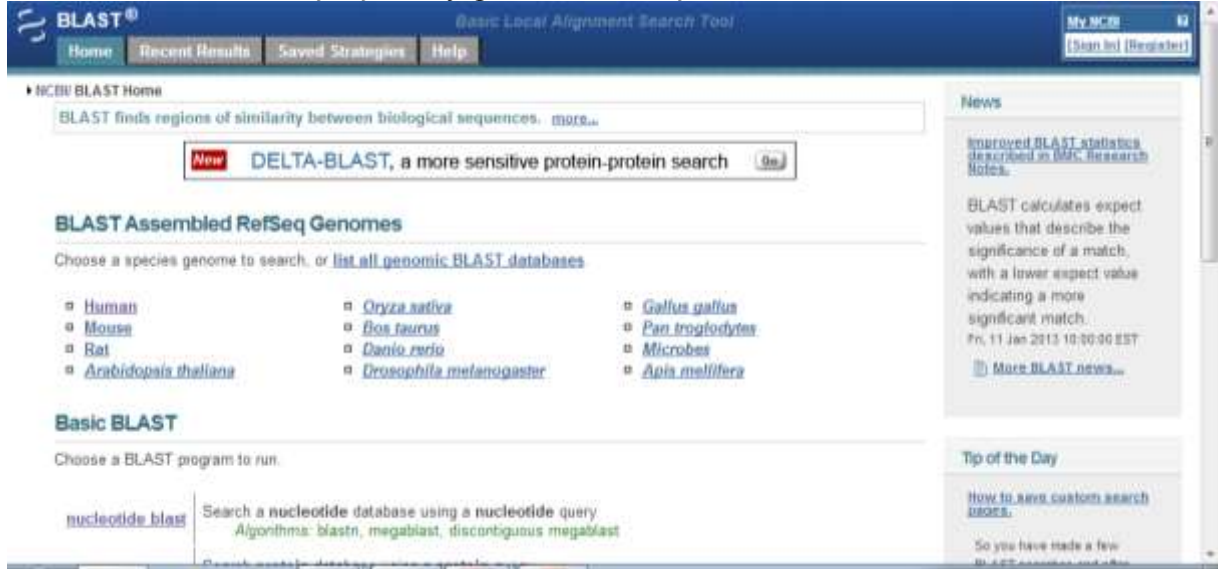 BLAST®
Basic Local Alignment Search Tool
My NCBI
[Sign In] [Register]
Home Recent Results Saved Strategies Help
NCBI/ BLAST Home
BLAST finds regions of similarity between biological sequences. more...
New DELTA-BLAST, a more sensitive protein-protein search Go
BLAST Assembled RefSeq Genomes
Choose a species genome to search, or list all genomic BLAST databases
Human
Mouse
Rat
Arabidopsis thaliana
Oryza sativa
Bos taurus
Danio rerio
Drosophila melanogaster
Gallus gallus
Pan troglodytes
Microbes
Apis mellifera
Basic BLAST
Choose a BLAST program to run.
nucleotide blast
Search a nucleotide database using a nucleotide query
Algorithms: blastn, megablast, discontiguous megablast
News
Improved BLAST statistics
described in BMC Research
Notes.
BLAST calculates expect
values that describe the
significance of a match,
with a lower expect value
indicating a more
significant match.
Fri, 11 Jan 2013 10:00:00 EST
More BLAST news...
Tip of the Day
How to save custom search
pages.
So you have made a few